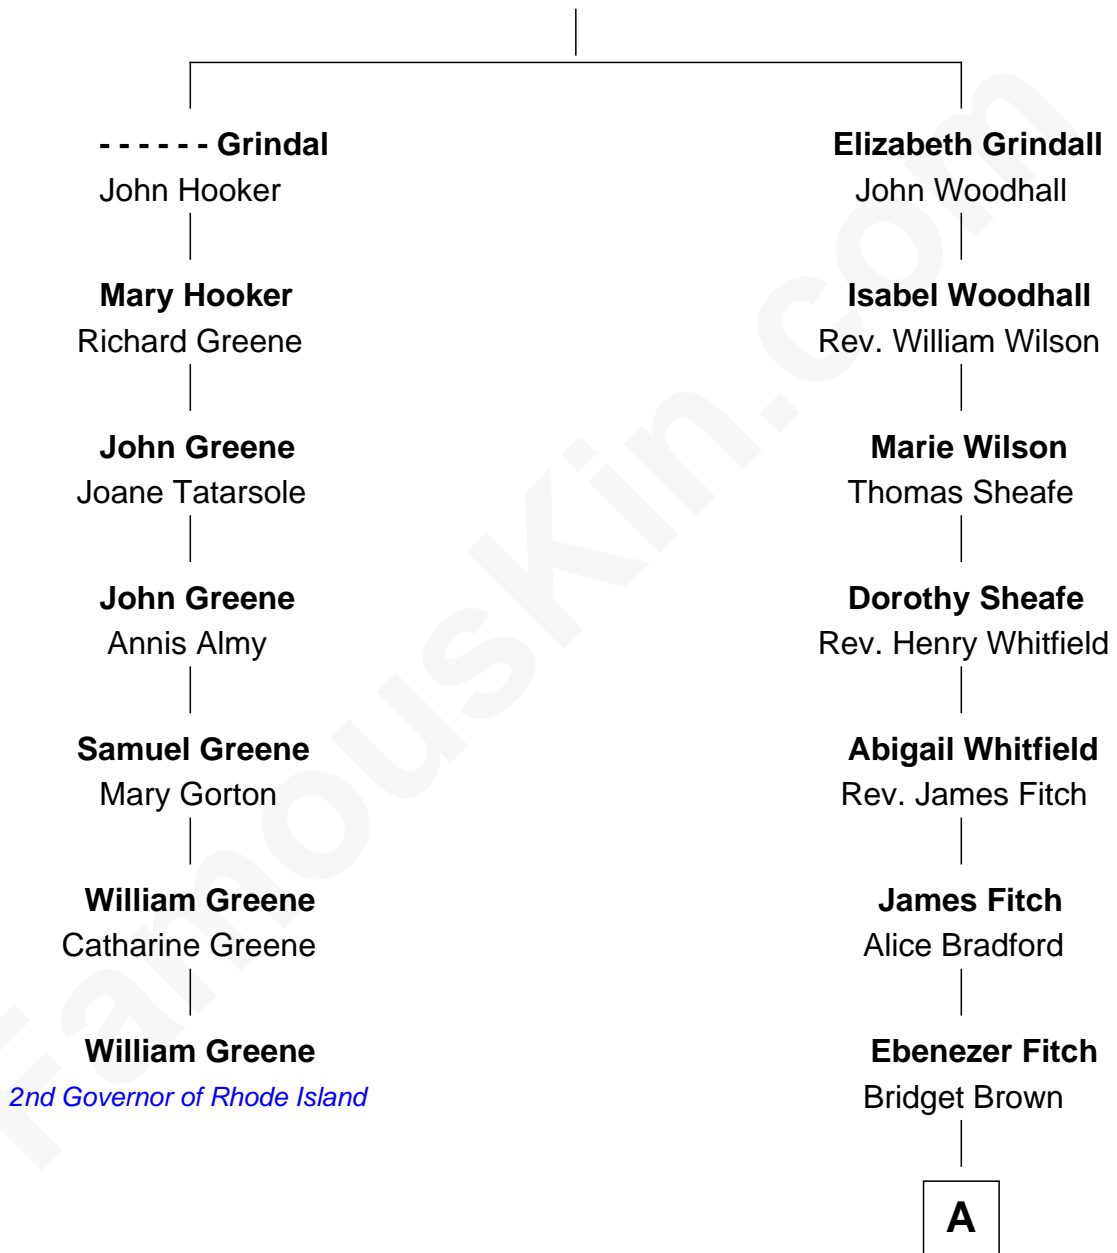 - - - - - - Grindal
John Hooker
Mary Hooker
Richard Greene
John Greene
Joane Tatarsole
John Greene
Annis Almy
Samuel Greene
Mary Gorton
William Greene
Catharine Greene
William Greene
2nd Governor of Rhode Island
Elizabeth Grindall
John Woodhall
Isabel Woodhall
Rev. William Wilson
Marie Wilson
Thomas Sheafe
Dorothy Sheafe
Rev. Henry Whitfield
Abigail Whitfield
Rev. James Fitch
James Fitch
Alice Bradford
Ebenezer Fitch
Bridget Brown
A
FamousKin.com